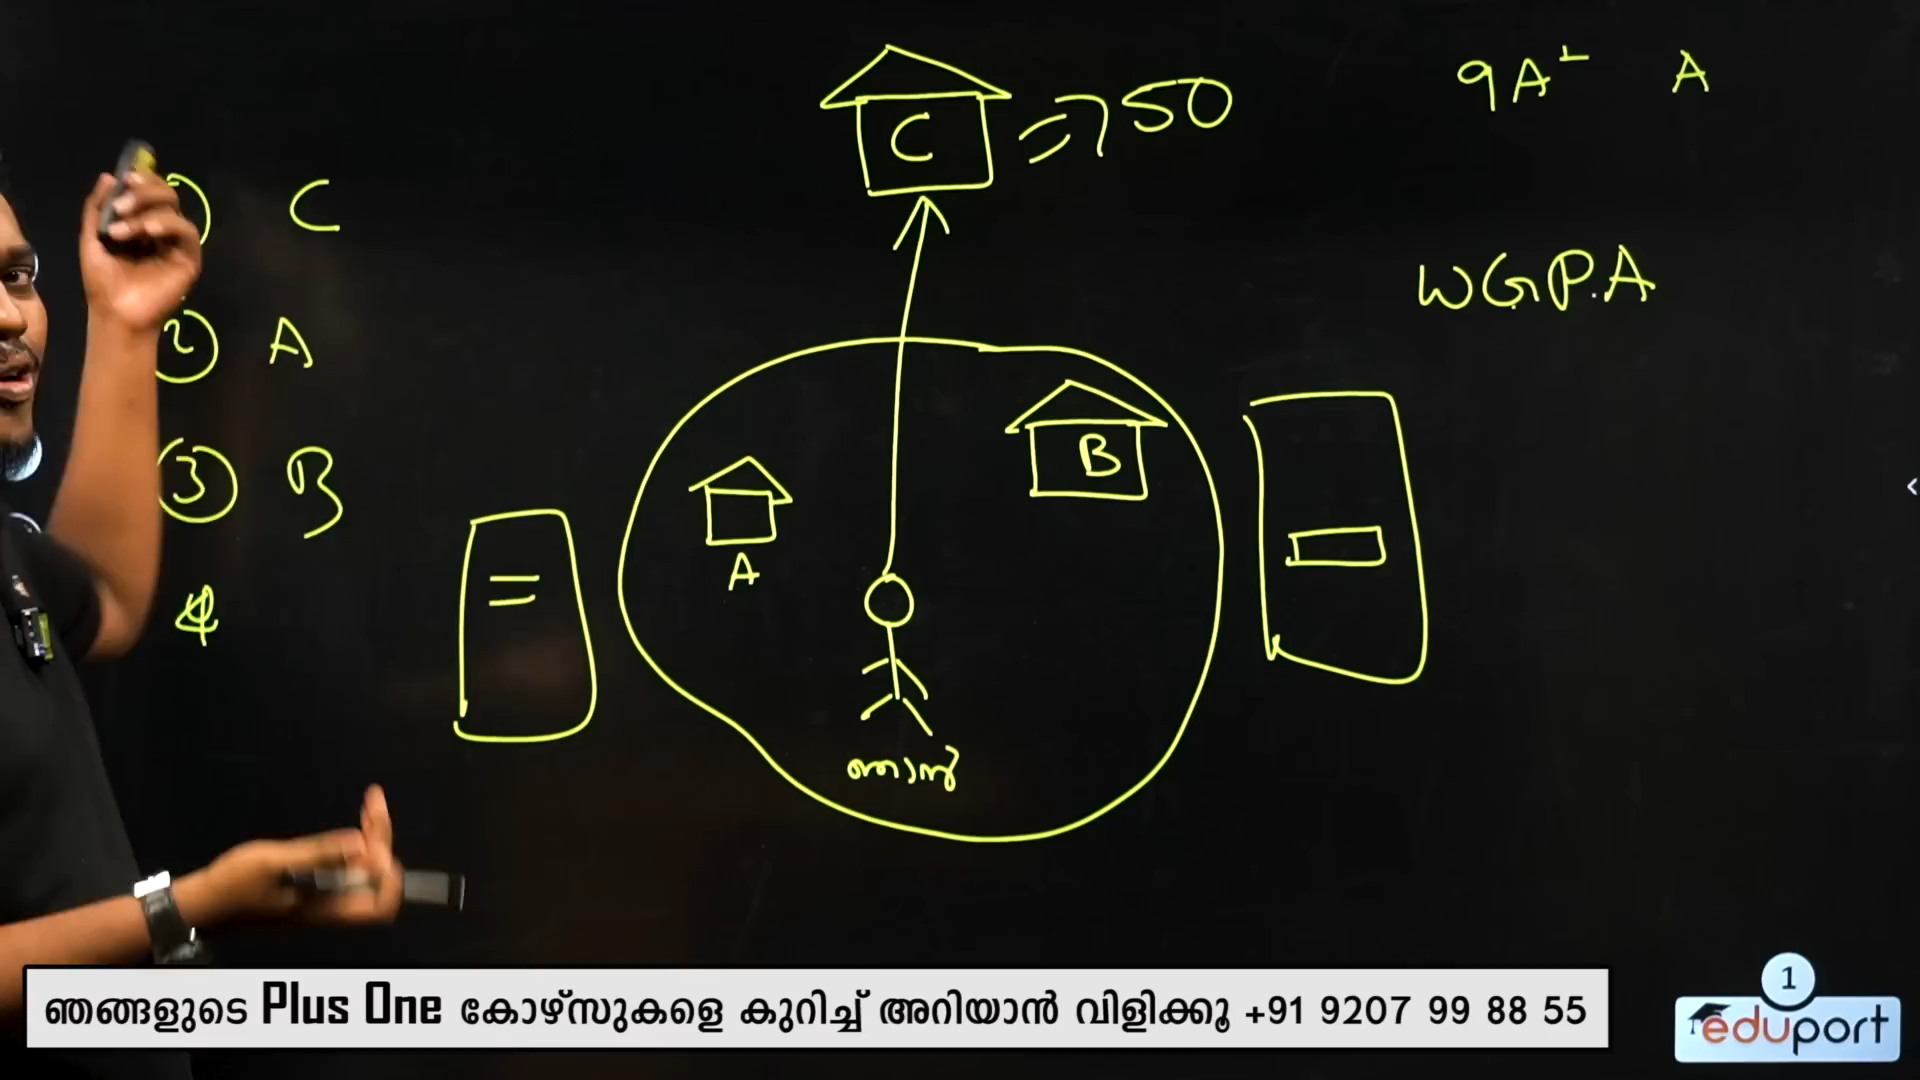 C => 50
9A⁺ A
① C
WGPA
② A
B
③ B
A
4
ഞാൻ
ഞങ്ങളുടെ Plus One കോഴ്സുകളെ കുറിച്ച് അറിയാൻ വിളിക്കൂ +91 9207 99 88 55
1
eduport